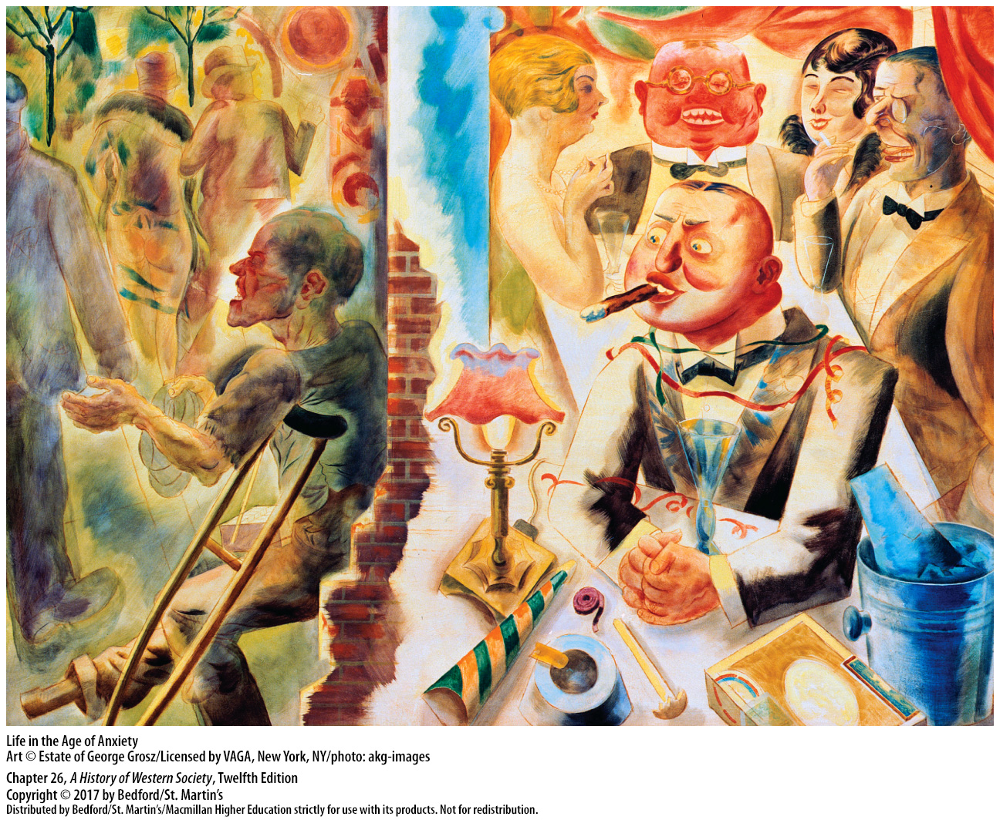 Life in the Age of Anxiety
Art © Estate of George Grosz/Licensed by VAGA, New York, NY/photo: akg-images
Chapter 26, A History of Western Society, Twelfth Edition
Copyright © 2017 by Bedford/St. Martin's
Distributed by Bedford/St. Martin's/Macmillan Higher Education strictly for use with its products. Not for redistribution.